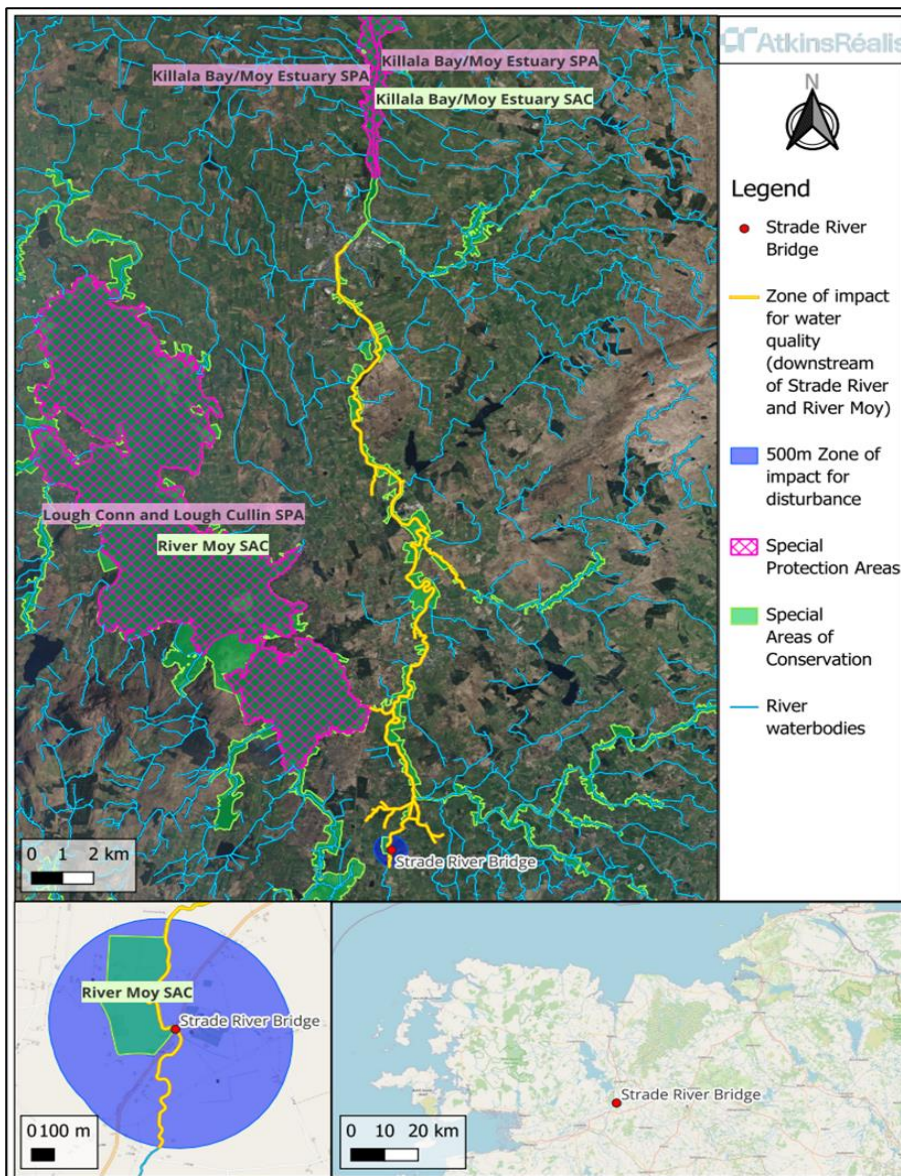 Killala Bay/Moy Estuary SPA
Killala Bay/Moy Estuary SPA
Killala Bay/Moy Estuary SAC
Lough Conn and Lough Cullin SPA
River Moy SAC
Strade River Bridge
0 1 2 km
AtkinsRéalis
N
Legend
Strade River
Bridge
Zone of impact
for water
quality
(downstream
of Strade River
and River Moy)
500m Zone of
impact for
disturbance
Special
Protection Areas
Special
Areas of
Conservation
River
waterbodies
River Moy SAC
Strade River Bridge
0 100 m
Strade River Bridge
0 10 20 km